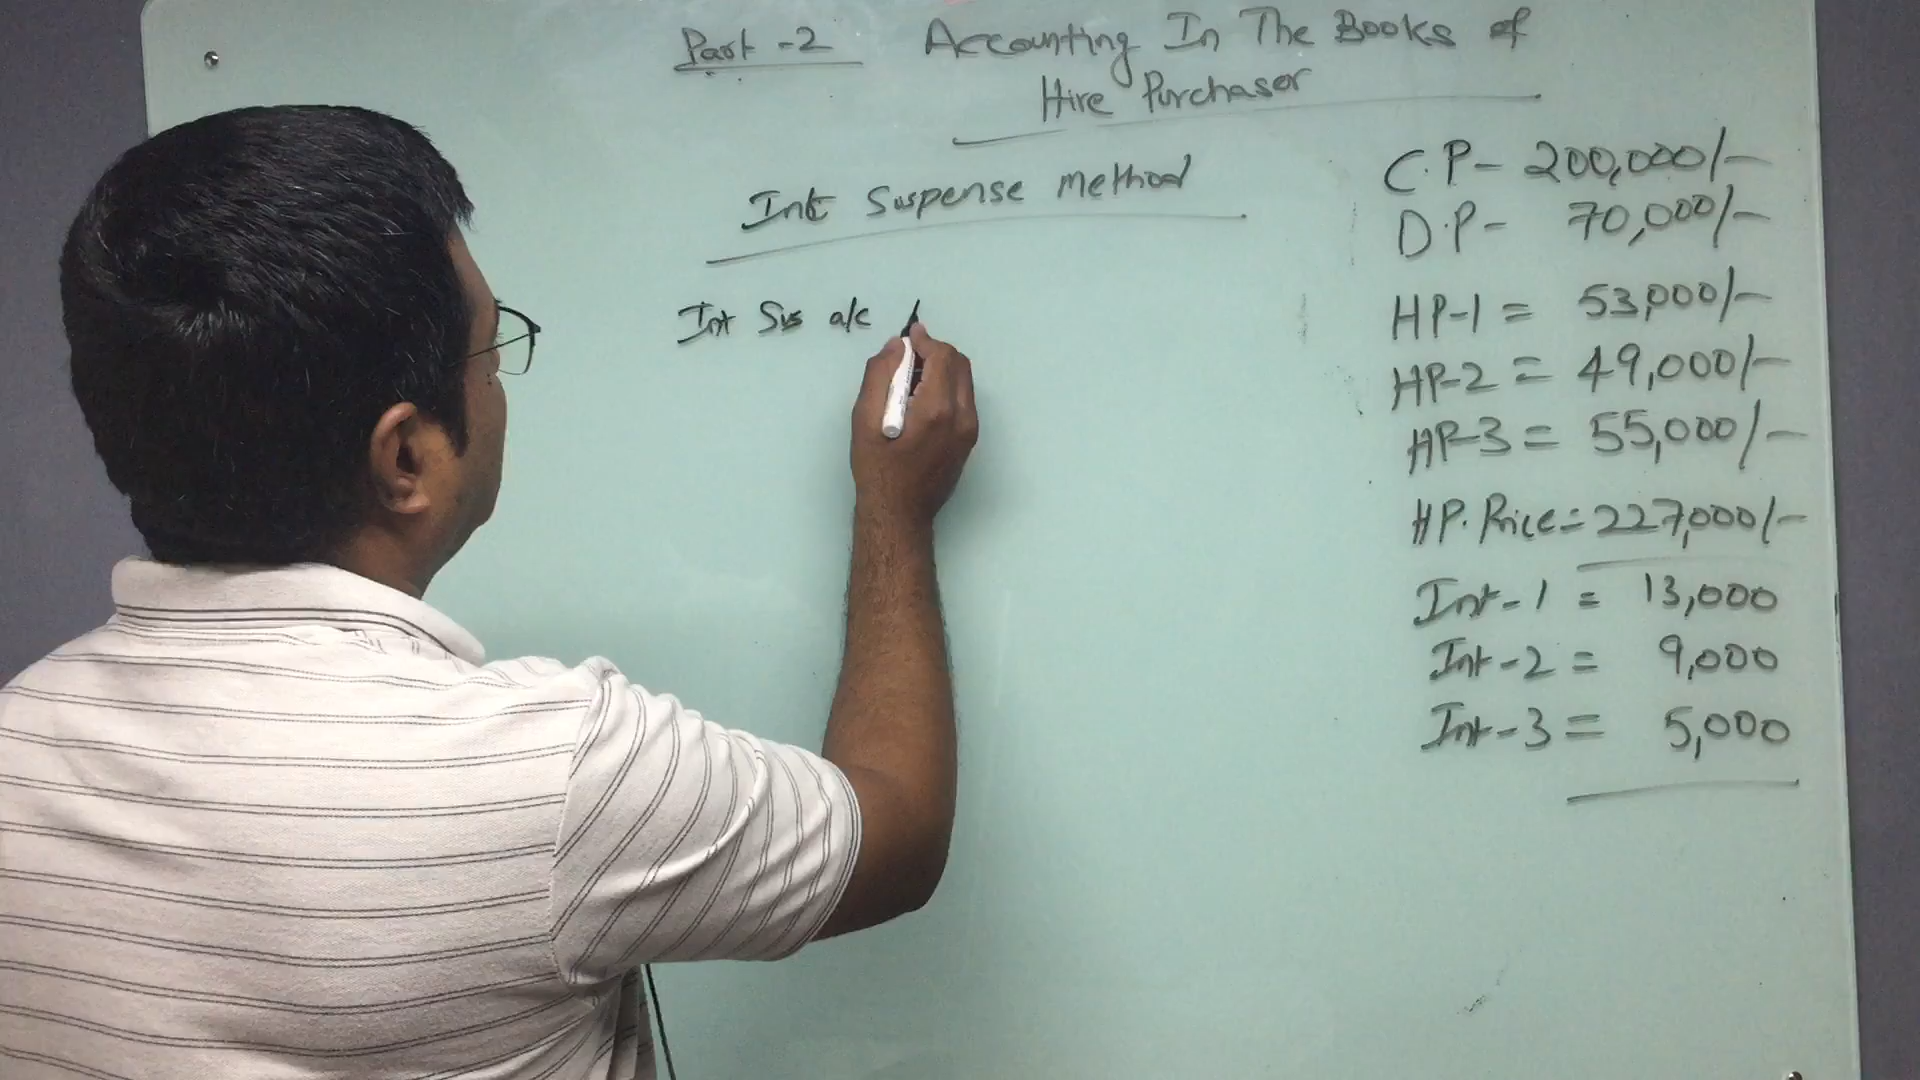 Part - 2 Accounting In The Books of
Hire Purchaser
Int Suspense method
Int Sus a/c
C.P - 200,000/-
D.P - 70,000/-
HP-1 = 53,000/-
HP-2 = 49,000/-
HP-3 = 55,000/-
HP. Price = 227,000/-
Int - 1 = 13,000
Int - 2 = 9,000
Int - 3 = 5,000